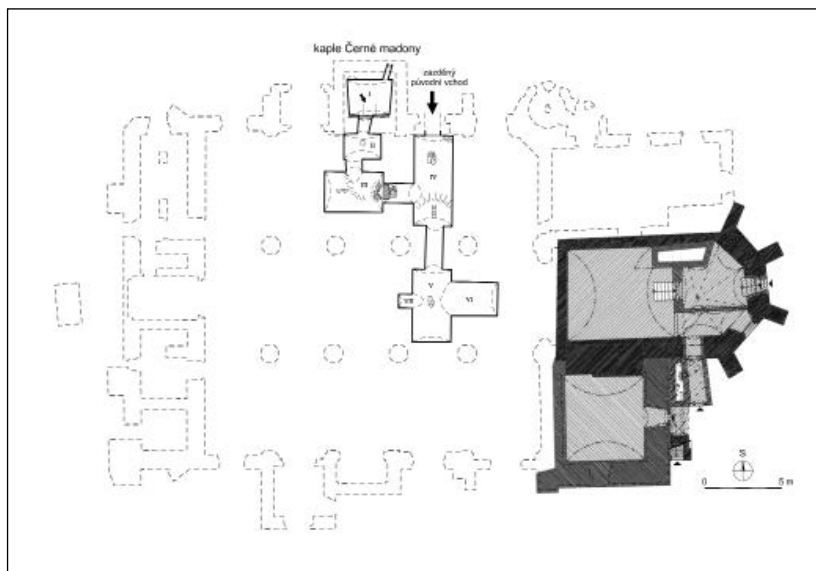 kaple Černé madony
zazděný
původní vchod
I
II
III
IV
V
VI
VII
S
0 5 m